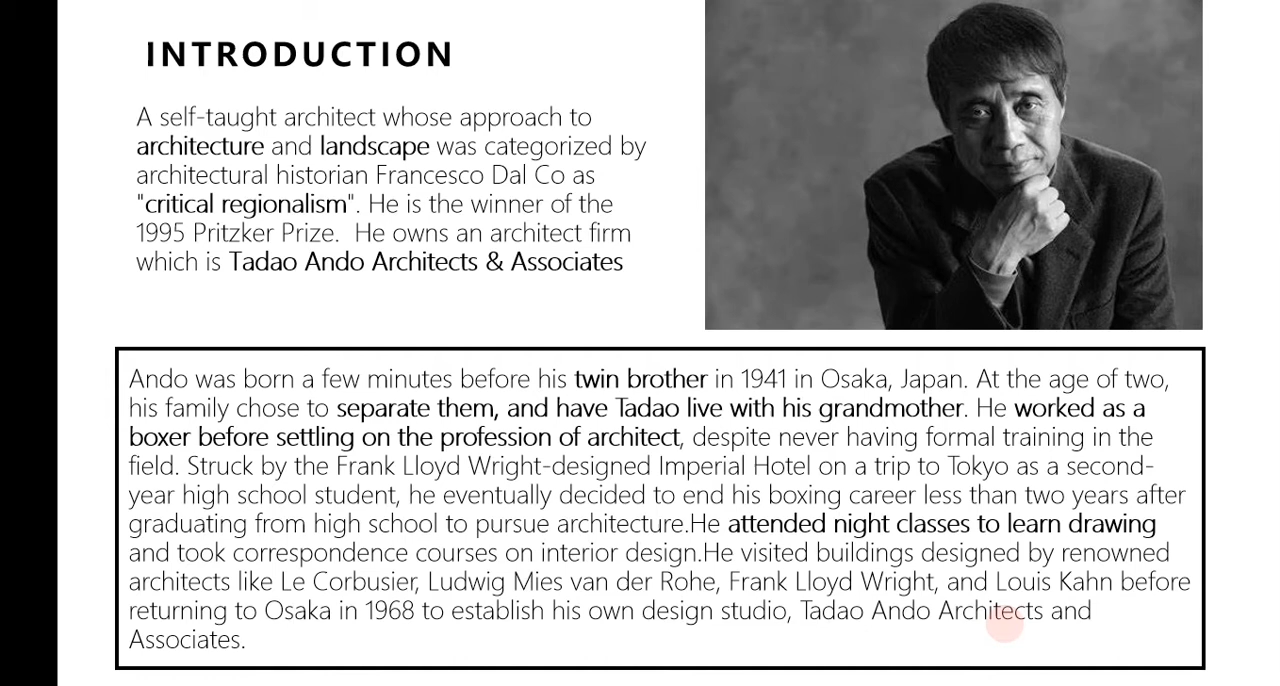 INTRODUCTION
A self-taught architect whose approach to
architecture and landscape was categorized by
architectural historian Francesco Dal Co as
"critical regionalism". He is the winner of the
1995 Pritzker Prize.  He owns an architect firm
which is Tadao Ando Architects & Associates
Ando was born a few minutes before his twin brother in 1941 in Osaka, Japan. At the age of two,
his family chose to separate them, and have Tadao live with his grandmother. He worked as a
boxer before settling on the profession of architect, despite never having formal training in the
field. Struck by the Frank Lloyd Wright-designed Imperial Hotel on a trip to Tokyo as a second-
year high school student, he eventually decided to end his boxing career less than two years after
graduating from high school to pursue architecture.He attended night classes to learn drawing
and took correspondence courses on interior design.He visited buildings designed by renowned
architects like Le Corbusier, Ludwig Mies van der Rohe, Frank Lloyd Wright, and Louis Kahn before
returning to Osaka in 1968 to establish his own design studio, Tadao Ando Architects and
Associates.